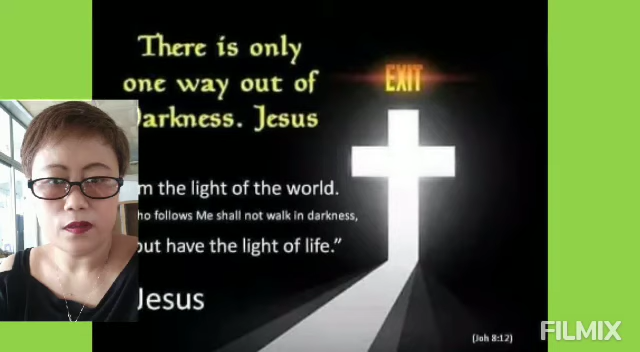 There is only
one way out of
Darkness. Jesus
EXIT
m the light of the world.
ho follows Me shall not walk in darkness,
but have the light of life.”
Jesus
(Joh 8:12)
FILMIX